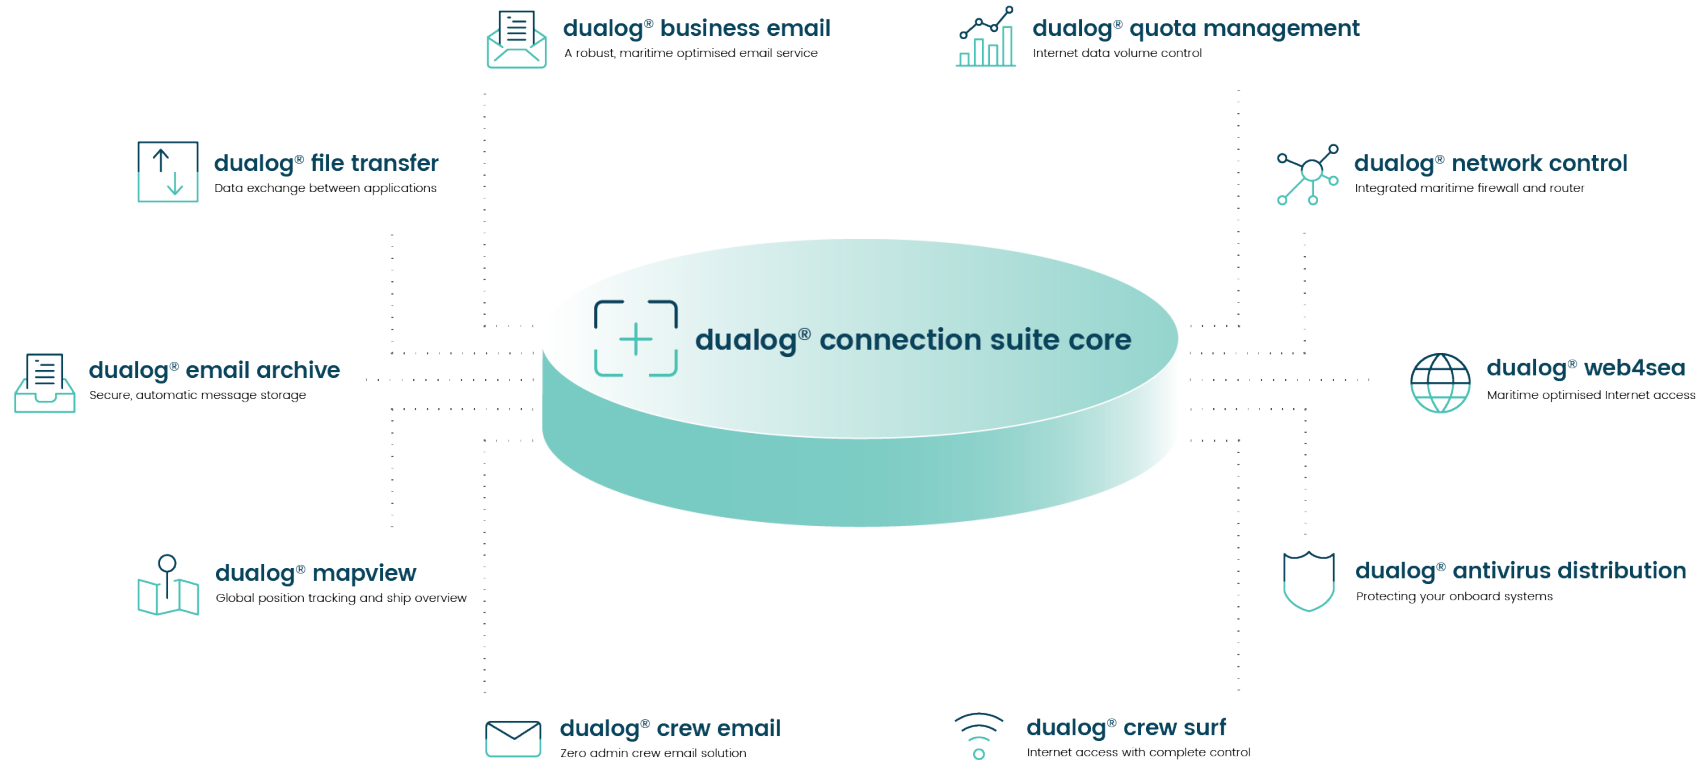 dualog® business email
A robust, maritime optimised email service
dualog® quota management
Internet data volume control
dualog® file transfer
Data exchange between applications
dualog® network control
Integrated maritime firewall and router
dualog® connection suite core
dualog® email archive
Secure, automatic message storage
dualog® web4sea
Maritime optimised Internet access
dualog® mapview
Global position tracking and ship overview
dualog® antivirus distribution
Protecting your onboard systems
dualog® crew email
Zero admin crew email solution
dualog® crew surf
Internet access with complete control